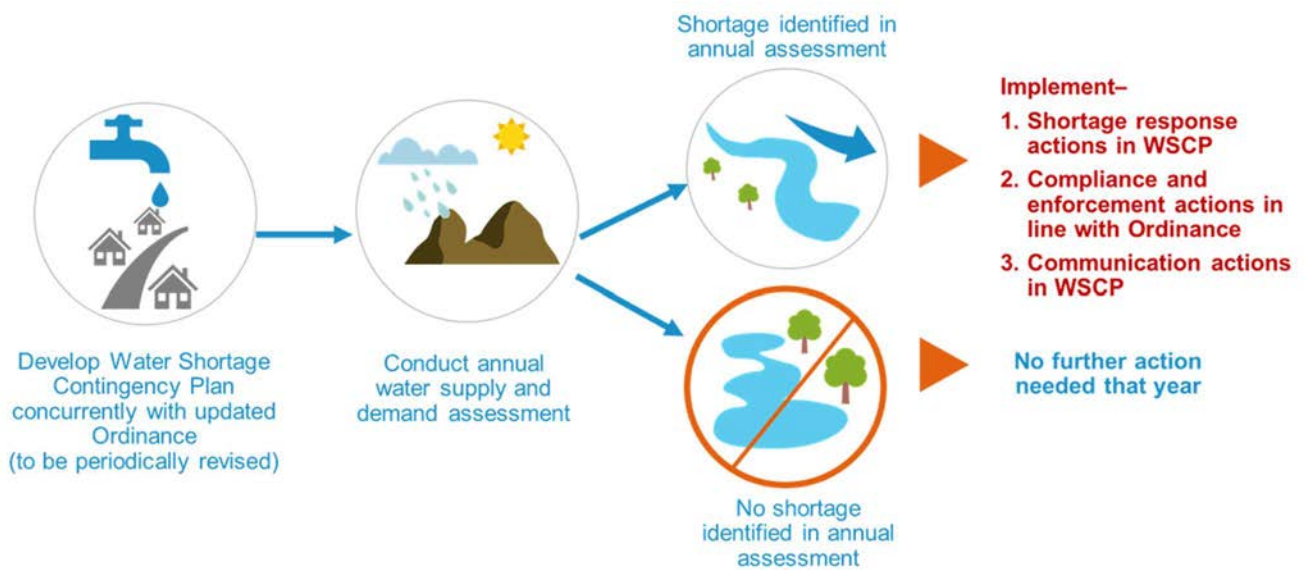 Develop Water Shortage
Contingency Plan
concurrently with updated
Ordinance
(to be periodically revised)
Conduct annual
water supply and
demand assessment
Shortage identified in
annual assessment
Implement–
1. Shortage response
actions in WSCP
2. Compliance and
enforcement actions in
line with Ordinance
3. Communication actions
in WSCP
No shortage
identified in annual
assessment
No further action
needed that year